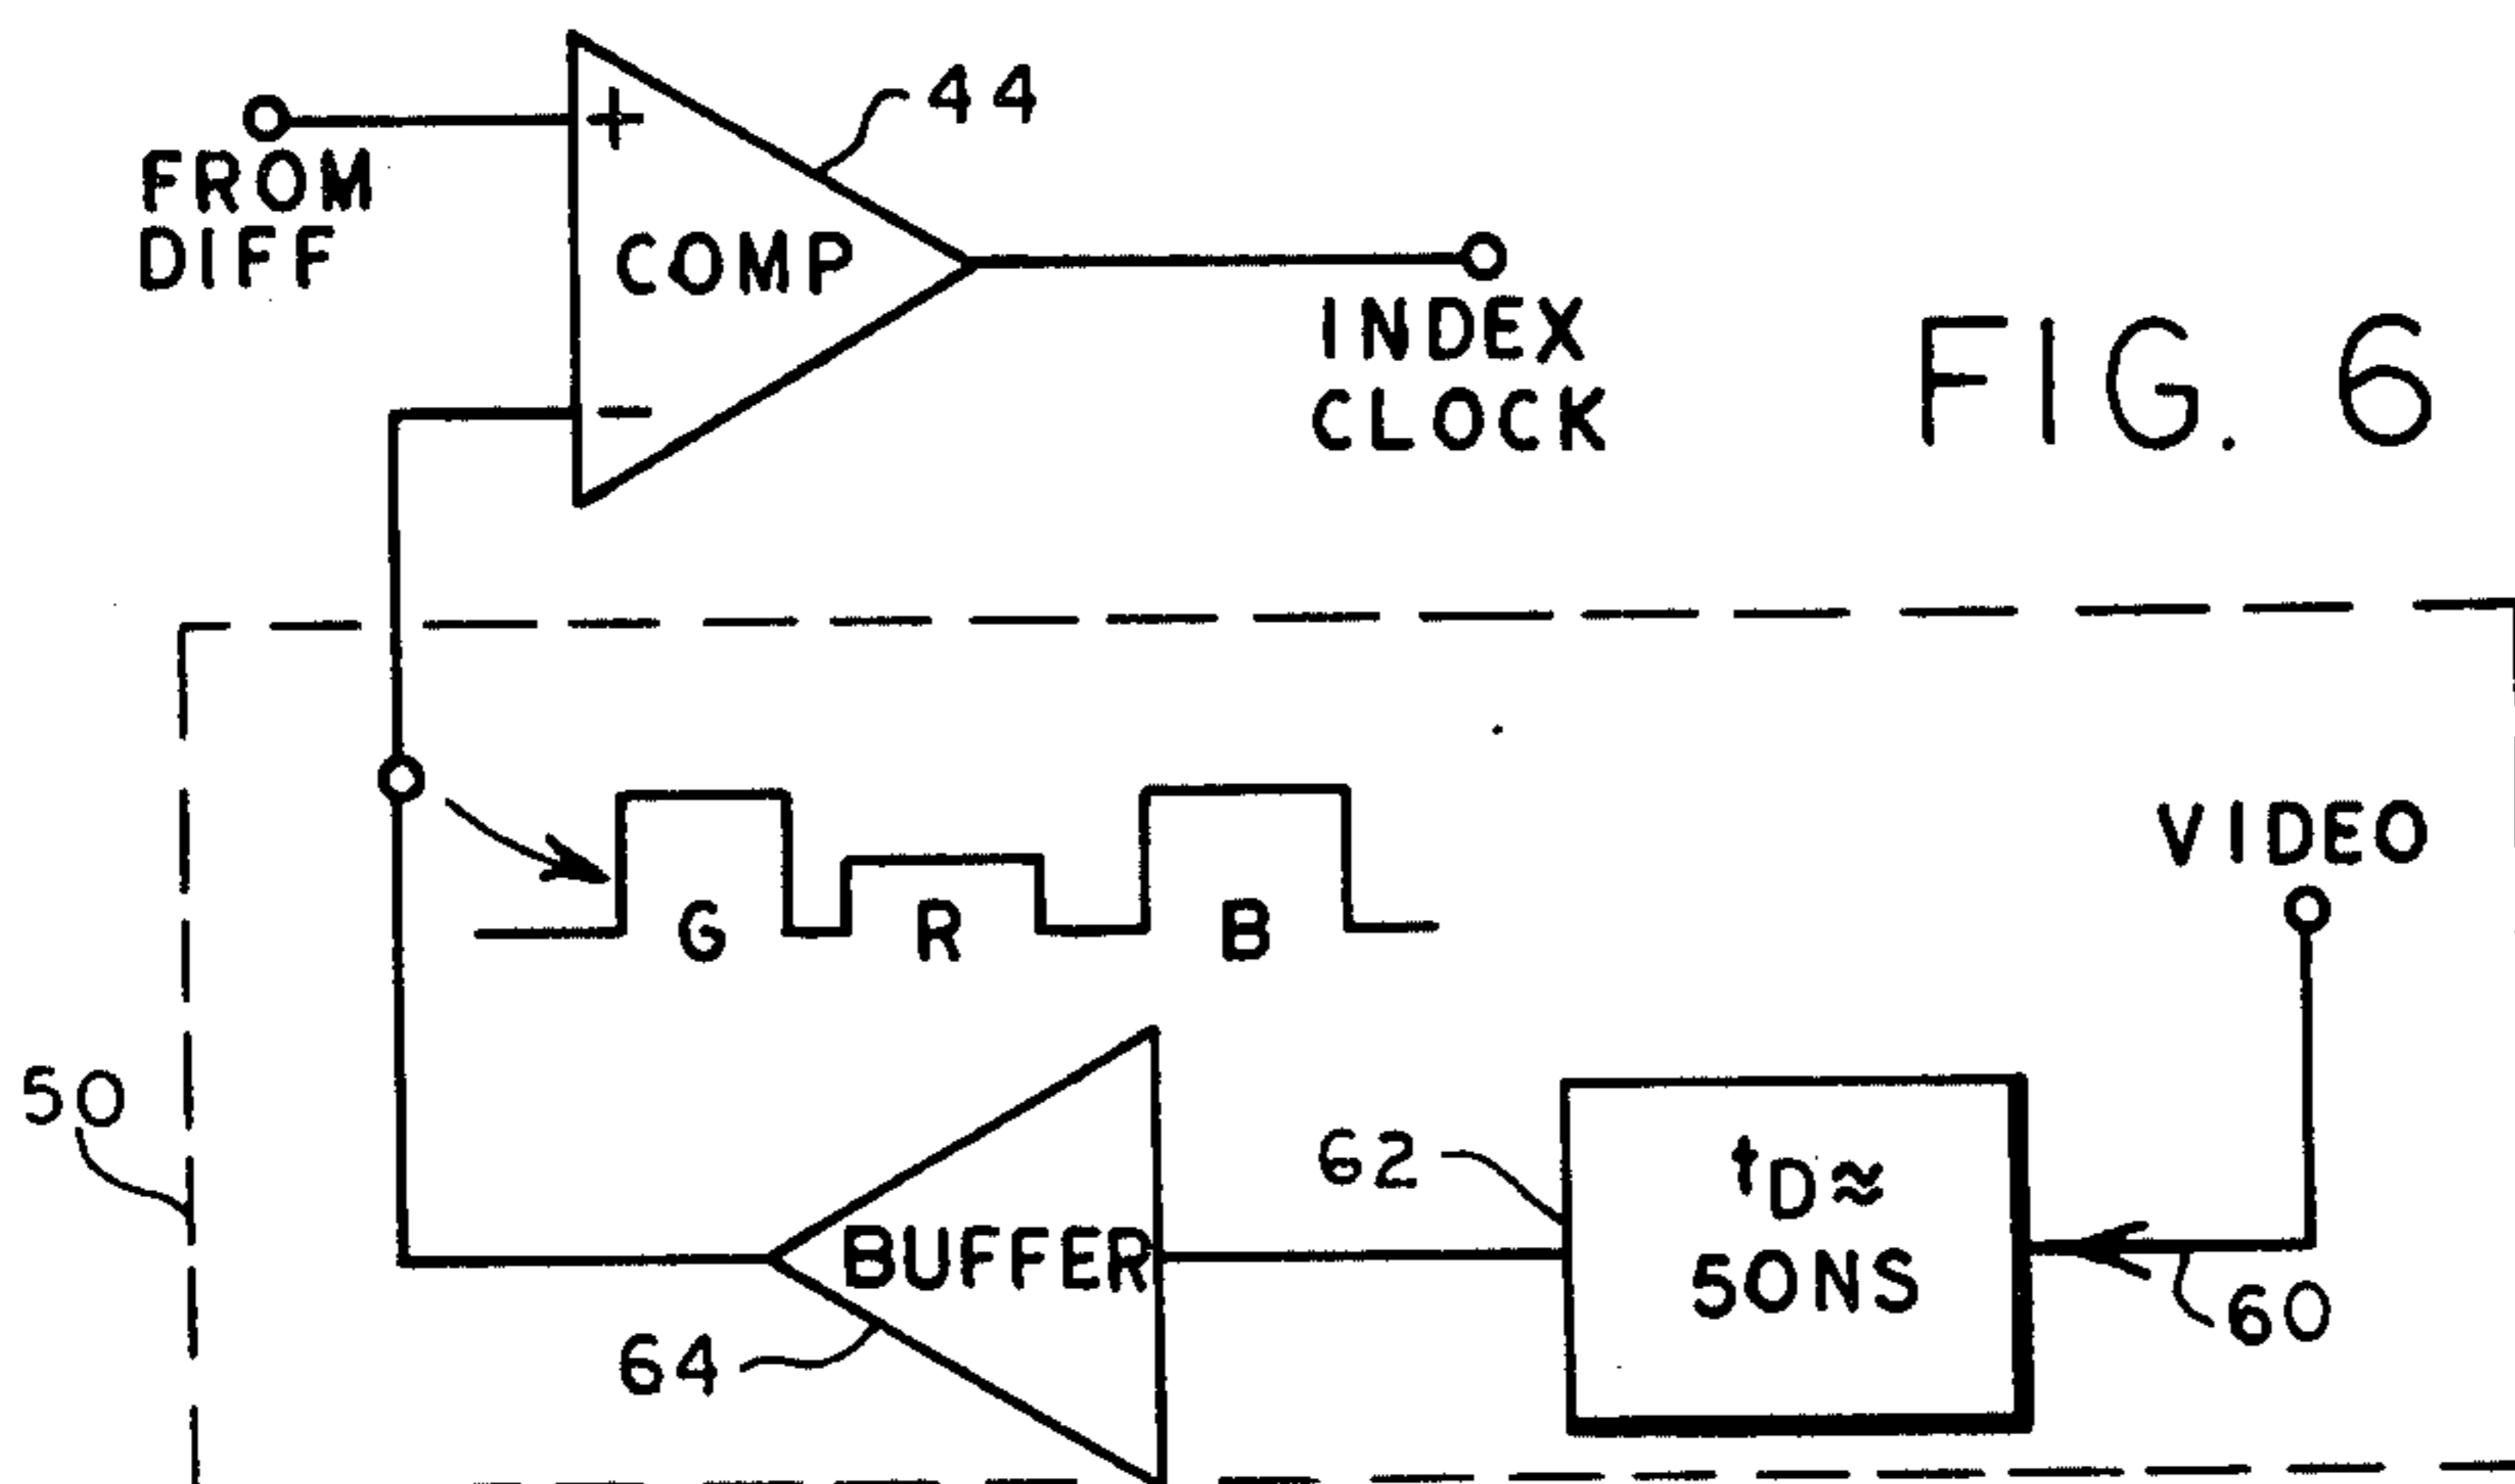 44
+
FROM
DIFF
COMP
INDEX
CLOCK
FIG. 6
−
VIDEO
G R B
50
62
tD≈
50NS
BUFFER
64
60